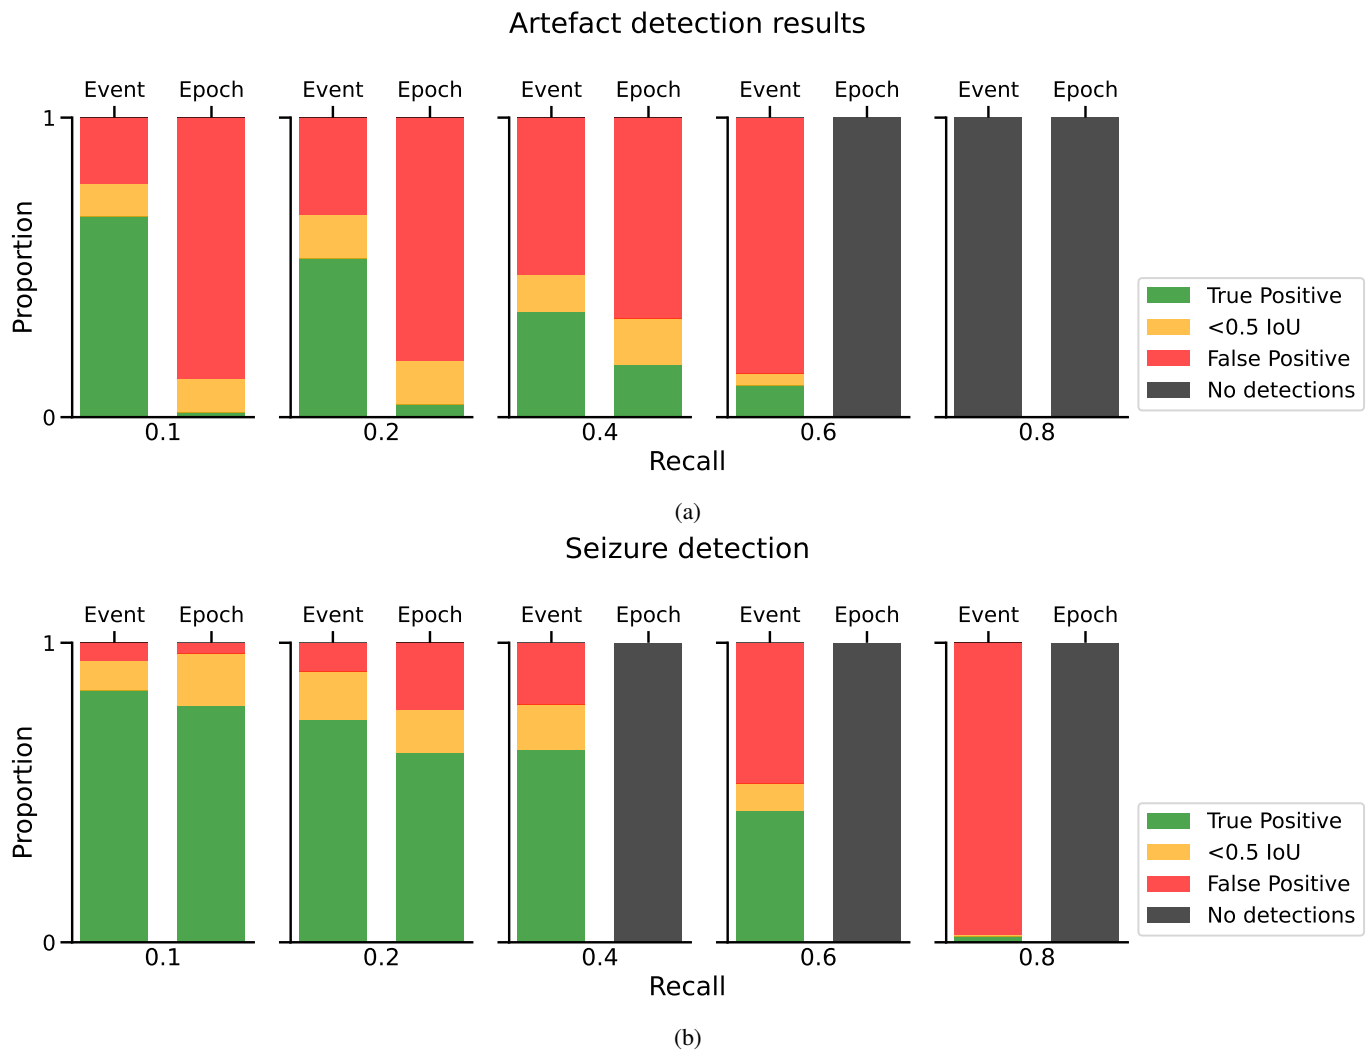 Artefact detection results
Event Epoch Event Epoch Event Epoch Event Epoch Event Epoch
1
Proportion
0
0.1 0.2 0.4 0.6 0.8
Recall
True Positive
<0.5 IoU
False Positive
No detections
(a)
Seizure detection
Event Epoch Event Epoch Event Epoch Event Epoch Event Epoch
1
Proportion
0
0.1 0.2 0.4 0.6 0.8
Recall
True Positive
<0.5 IoU
False Positive
No detections
(b)